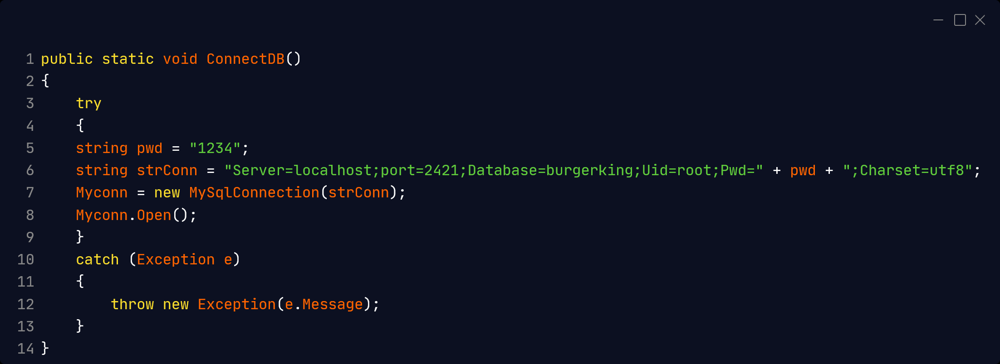 1 public static void ConnectDB()
2 {
3     try
4     {
5     string pwd = "1234";
6     string strConn = "Server=localhost;port=2421;Database=burgerking;Uid=root;Pwd=" + pwd + ";Charset=utf8";
7     Myconn = new MySqlConnection(strConn);
8     Myconn.Open();
9     }
10     catch (Exception e)
11     {
12         throw new Exception(e.Message);
13     }
14 }